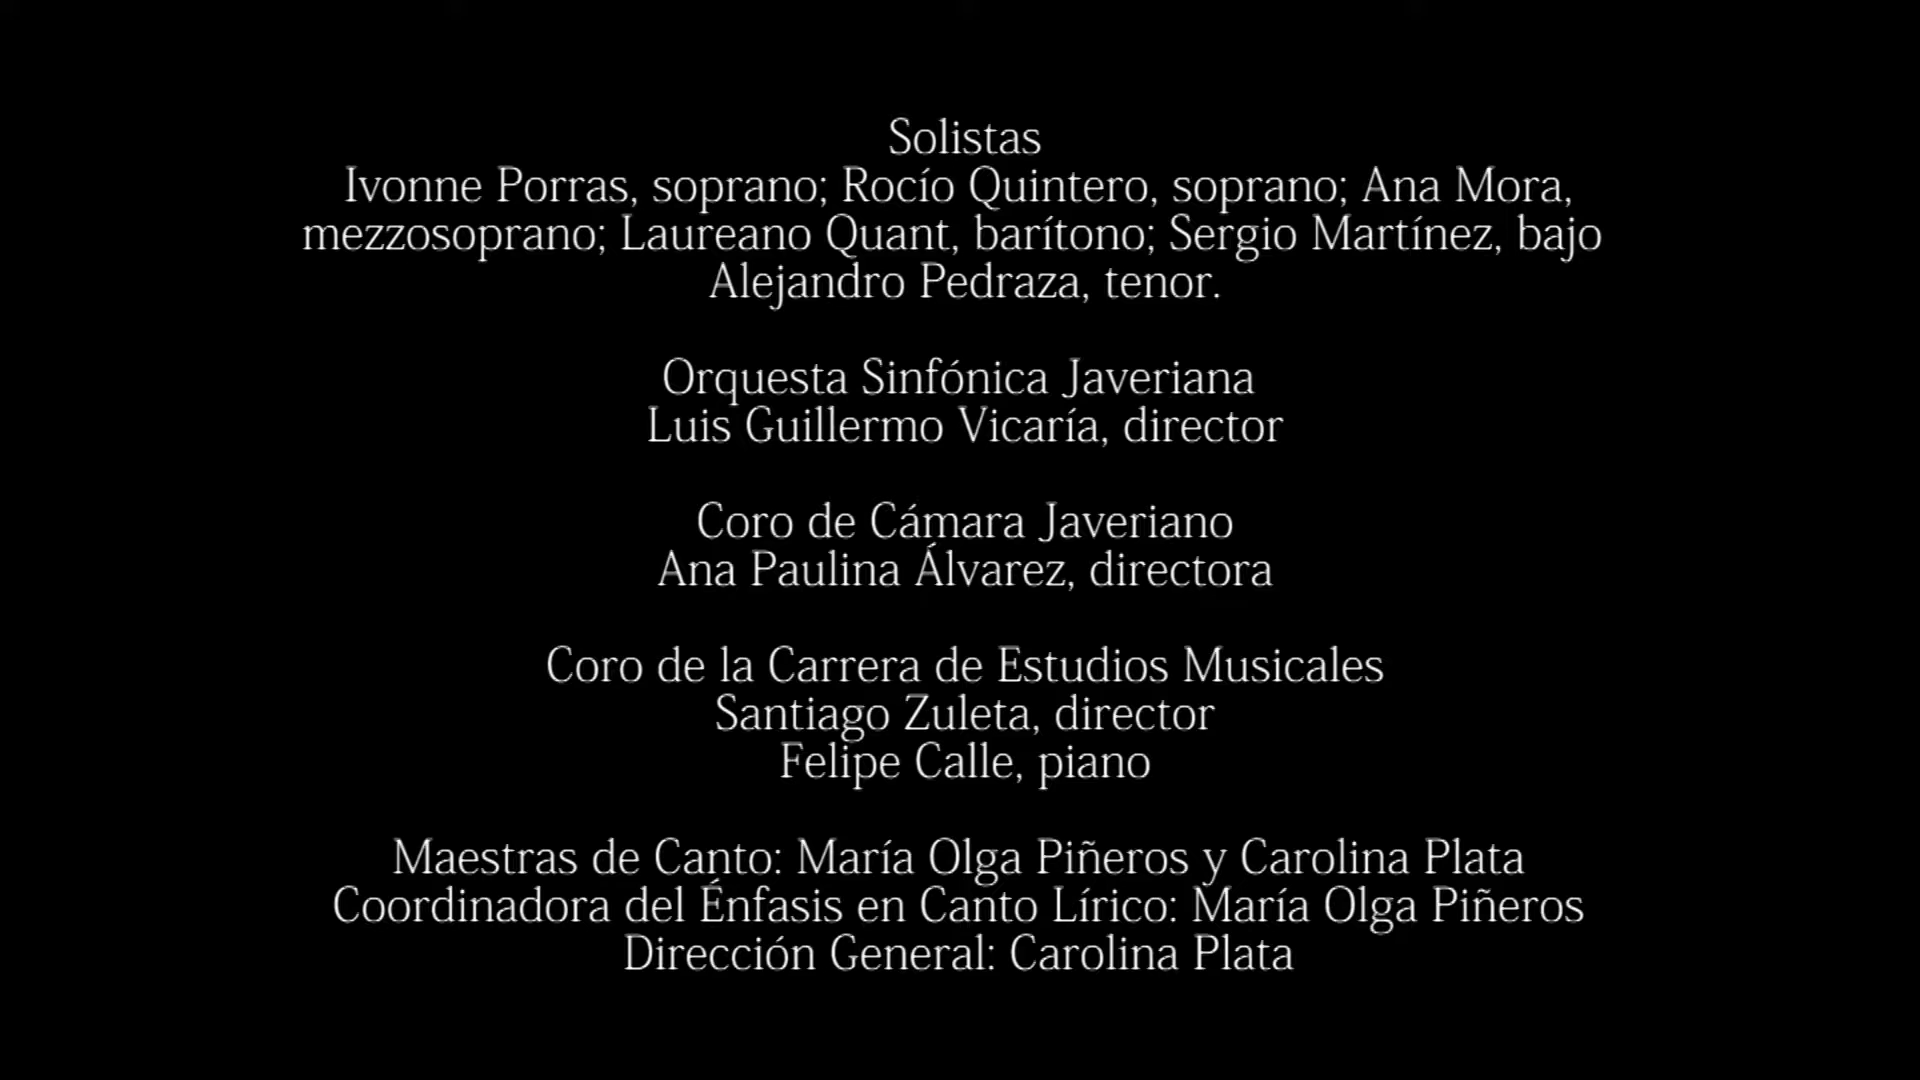 Solistas
Ivonne Porras, soprano; Rocío Quintero, soprano; Ana Mora,
mezzosoprano; Laureano Quant, barítono; Sergio Martínez, bajo
Alejandro Pedraza, tenor.
Orquesta Sinfónica Javeriana
Luis Guillermo Vicaría, director
Coro de Cámara Javeriano
Ana Paulina Álvarez, directora
Coro de la Carrera de Estudios Musicales
Santiago Zuleta, director
Felipe Calle, piano
Maestras de Canto: María Olga Piñeros y Carolina Plata
Coordinadora del Énfasis en Canto Lírico: María Olga Piñeros
Dirección General: Carolina Plata